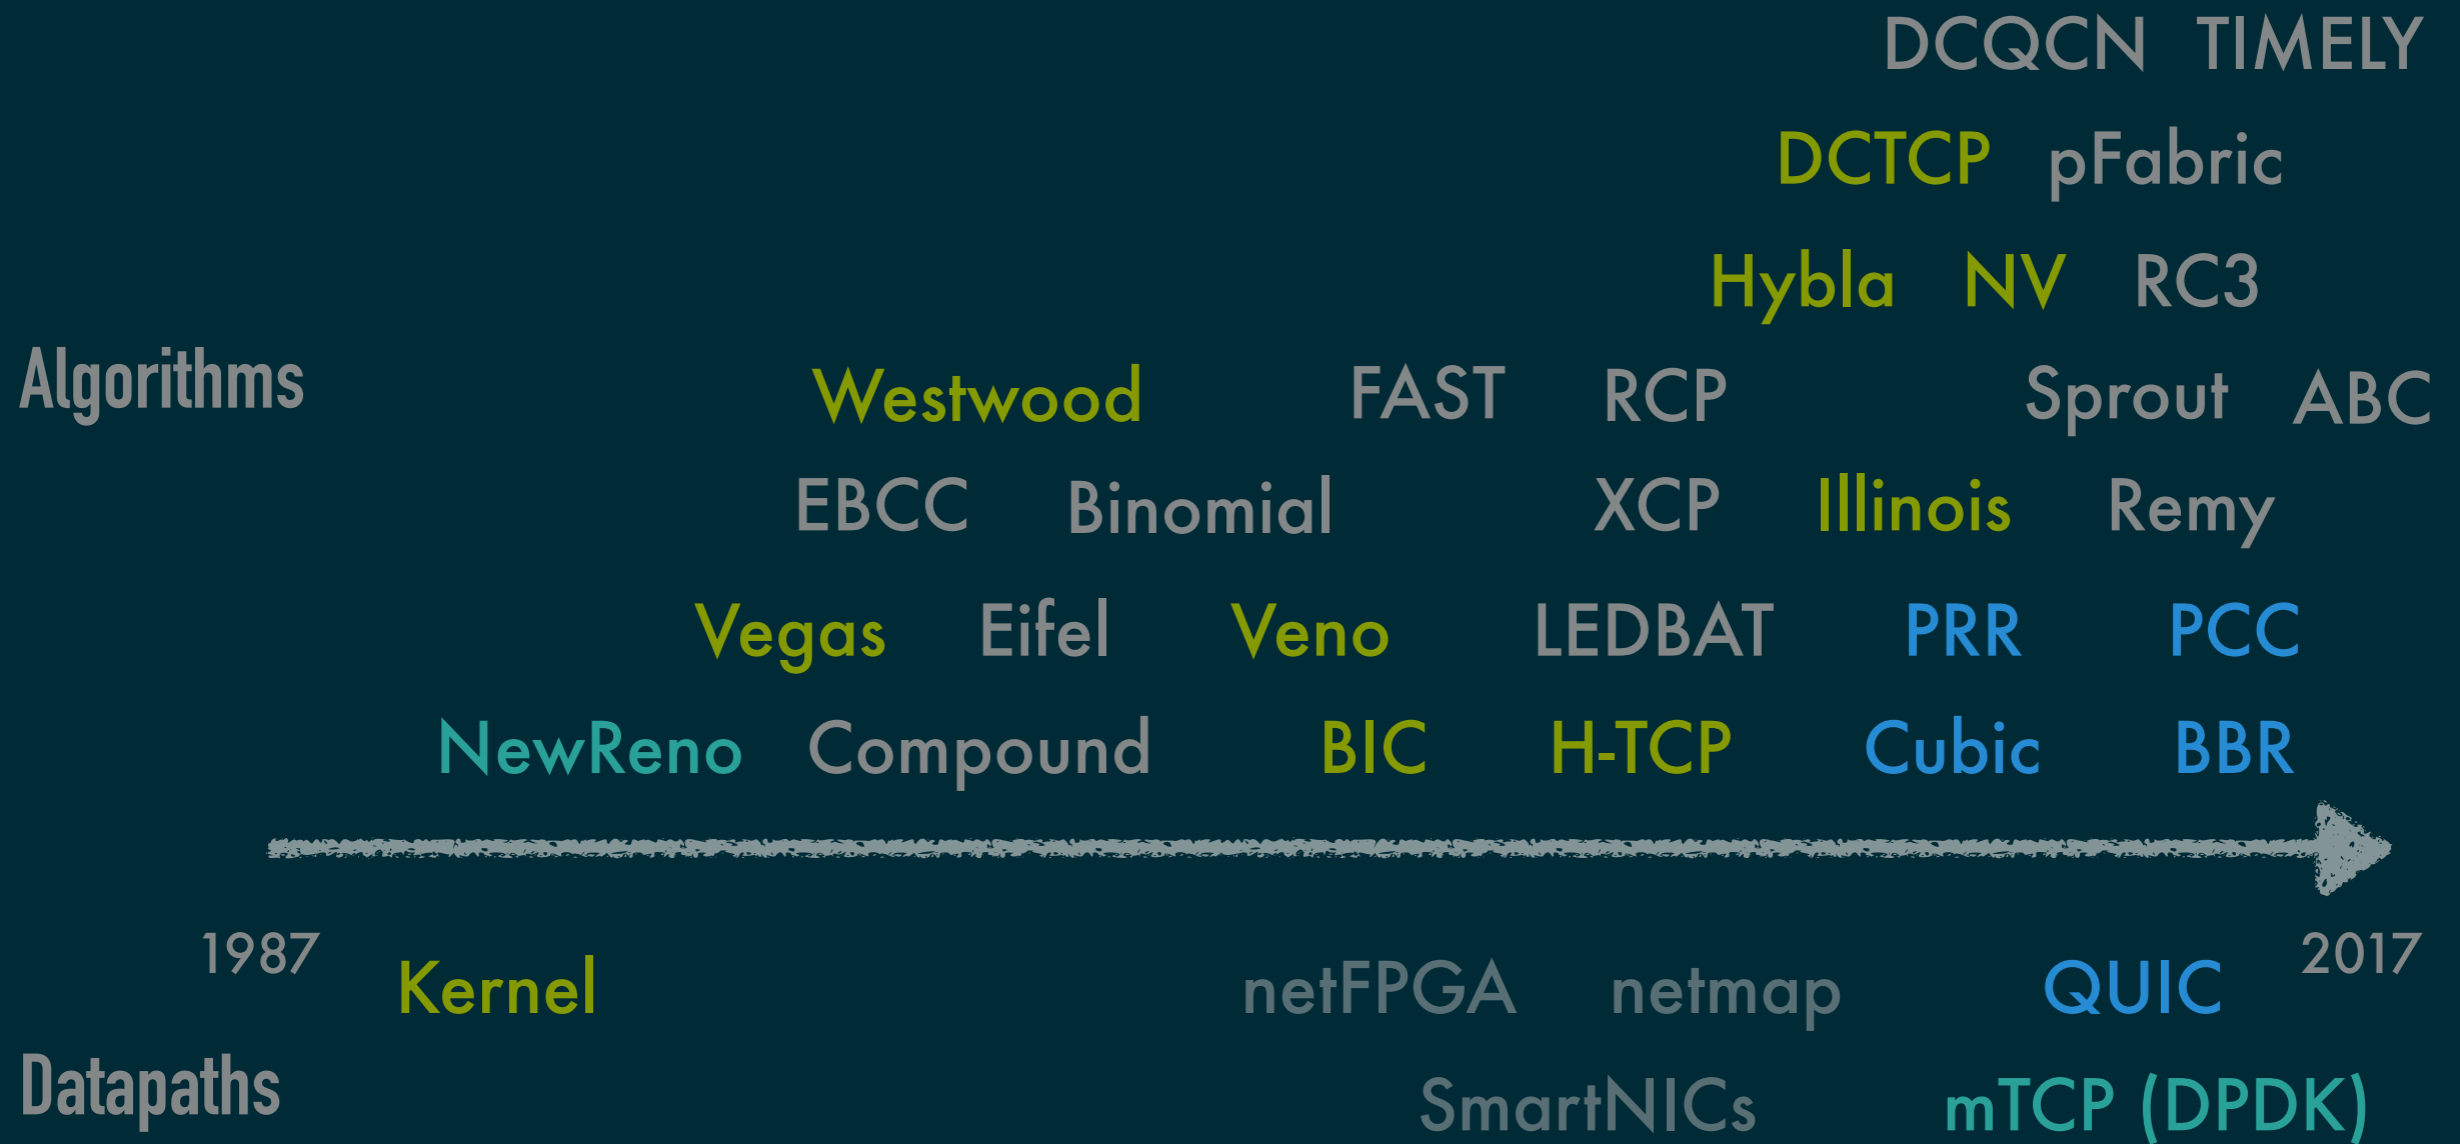 DCQCN TIMELY
DCTCP pFabric
Hybla NV RC3
Algorithms Westwood FAST RCP Sprout ABC
EBCC Binomial XCP Illinois Remy
Vegas Eifel Veno LEDBAT PRR PCC
NewReno Compound BIC H-TCP Cubic BBR
1987 2017
Kernel netFPGA netmap QUIC
Datapaths SmartNICs mTCP (DPDK)